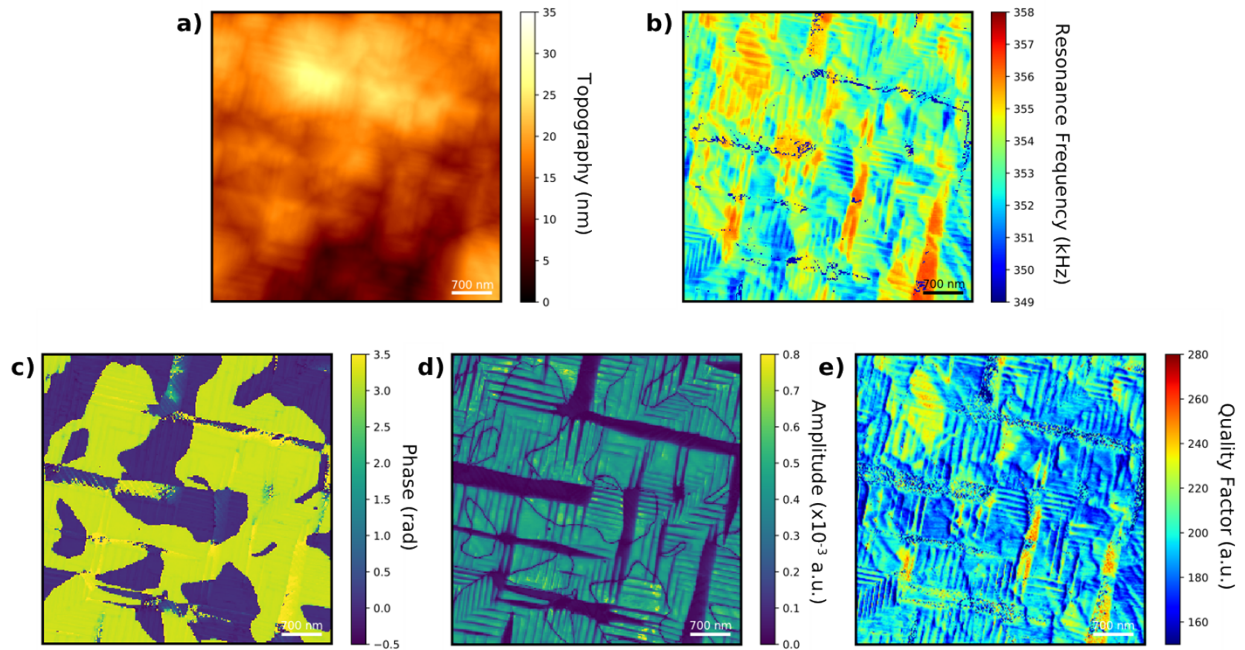 a)
35
30
25
20
15
10
5
0
Topography (nm)
700 nm
b)
358
357
356
355
354
353
352
351
350
349
Resonance Frequency (kHz)
700 nm
c)
3.5
3.0
2.5
2.0
1.5
1.0
0.5
0.0
−0.5
Phase (rad)
700 nm
d)
0.8
0.7
0.6
0.5
0.4
0.3
0.2
0.1
0.0
Amplitude (x10-³ a.u.)
700 nm
e)
280
260
240
220
200
180
160
Quality Factor (a.u.)
700 nm